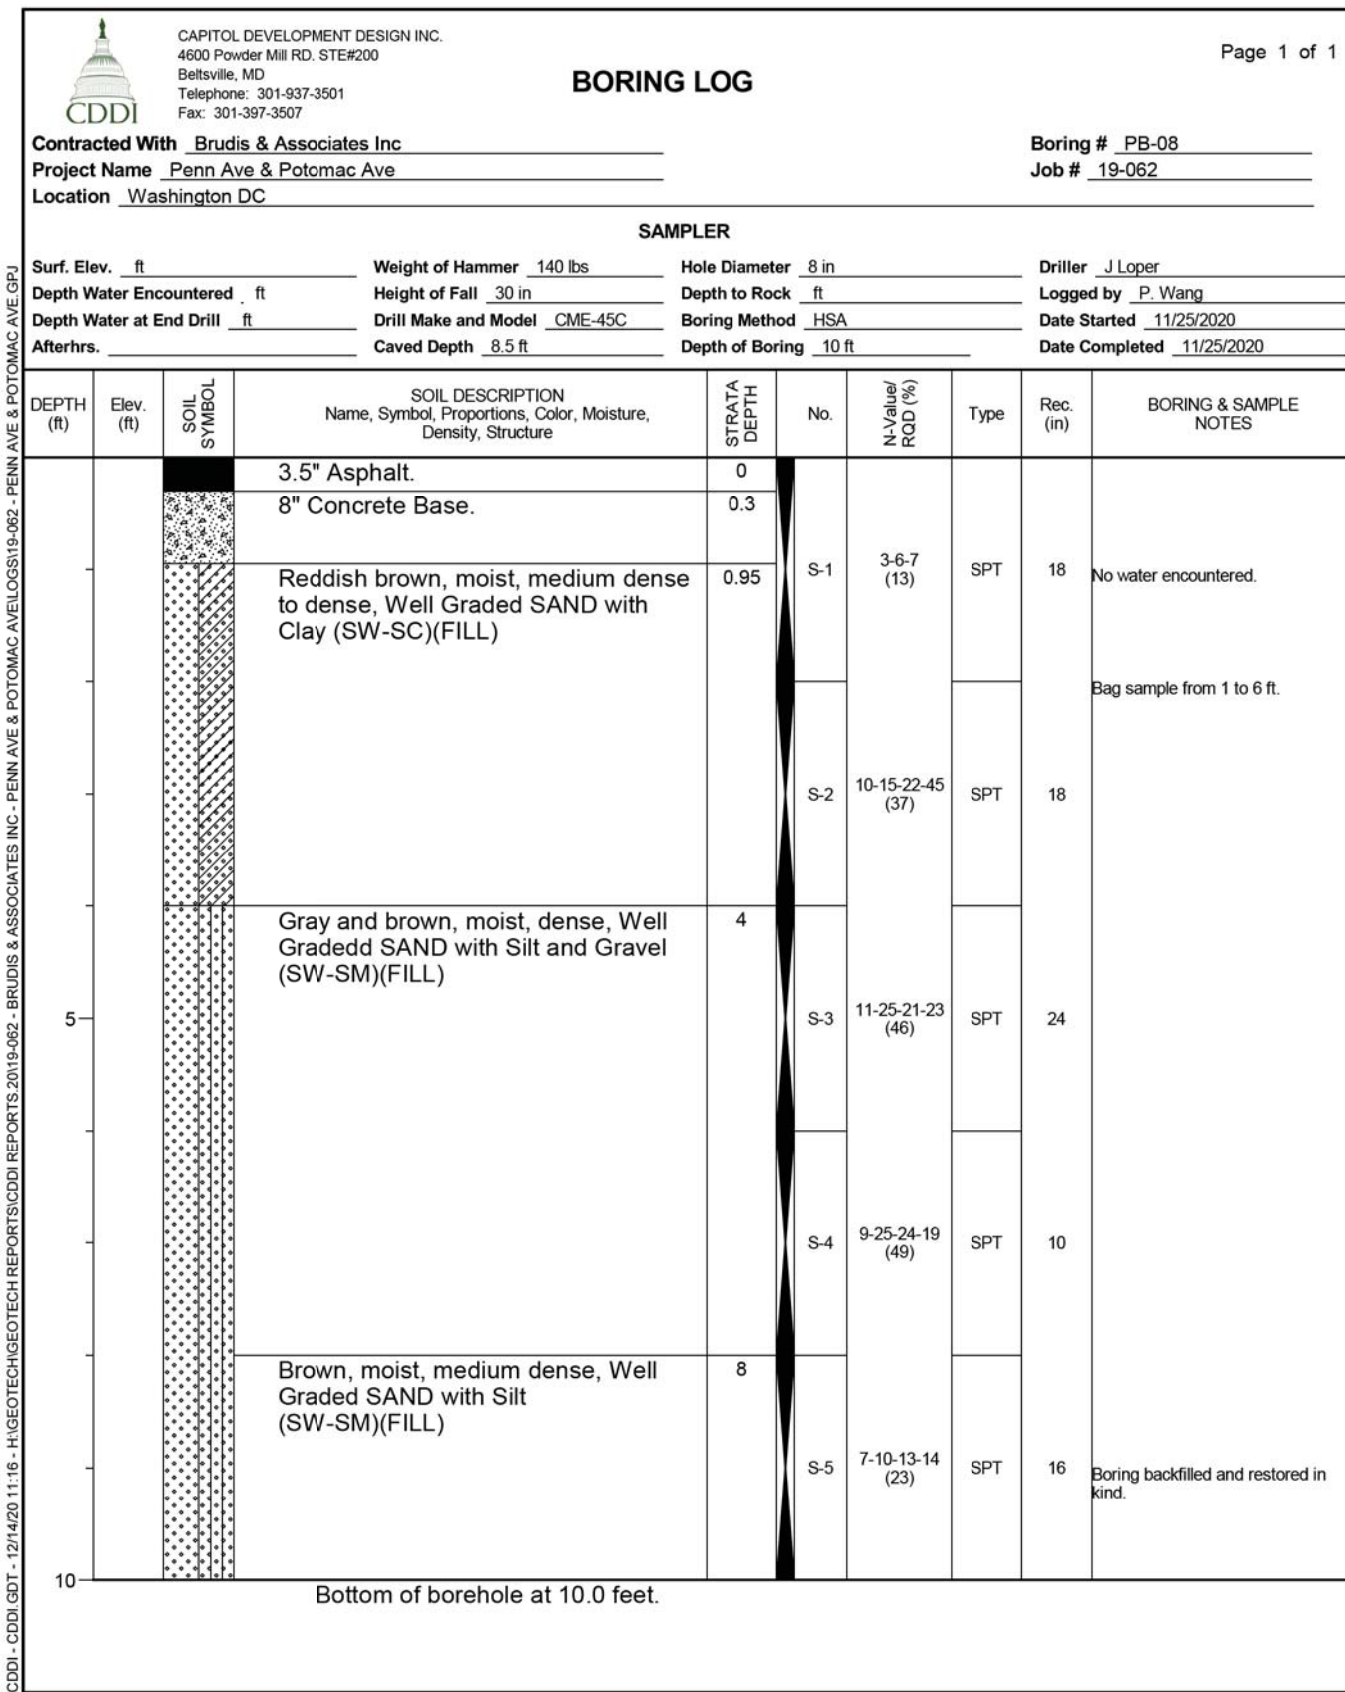 CAPITOL DEVELOPMENT DESIGN INC.
4600 Powder Mill RD. STE#200
Beltsville, MD
Telephone: 301-937-3501
Fax: 301-397-3507
CDDI
BORING LOG
Page 1 of 1
Contracted With Brudis & Associates Inc
Boring # PB-08
Project Name Penn Ave & Potomac Ave
Job # 19-062
Location Washington DC
SAMPLER
Surf. Elev. ft
Weight of Hammer 140 lbs
Hole Diameter 8 in
Driller J Loper
Depth Water Encountered ft
Height of Fall 30 in
Depth to Rock ft
Logged by P. Wang
Depth Water at End Drill ft
Drill Make and Model CME-45C
Boring Method HSA
Date Started 11/25/2020
Afterhrs.
Caved Depth 8.5 ft
Depth of Boring 10 ft
Date Completed 11/25/2020
DEPTH
(ft)
Elev.
(ft)
SOIL
SYMBOL
SOIL DESCRIPTION
Name, Symbol, Proportions, Color, Moisture,
Density, Structure
STRATA
DEPTH
No.
N-Value/
RQD (%)
Type
Rec.
(in)
BORING & SAMPLE
NOTES
3.5" Asphalt.
0
8" Concrete Base.
0.3
Reddish brown, moist, medium dense
to dense, Well Graded SAND with
Clay (SW-SC)(FILL)
0.95
S-1
3-6-7
(13)
SPT
18
No water encountered.
Bag sample from 1 to 6 ft.
S-2
10-15-22-45
(37)
SPT
18
Gray and brown, moist, dense, Well
Gradedd SAND with Silt and Gravel
(SW-SM)(FILL)
4
5
S-3
11-25-21-23
(46)
SPT
24
S-4
9-25-24-19
(49)
SPT
10
Brown, moist, medium dense, Well
Graded SAND with Silt
(SW-SM)(FILL)
8
S-5
7-10-13-14
(23)
SPT
16
Boring backfilled and restored in
kind.
10
Bottom of borehole at 10.0 feet.
CDDI - CDDI.GDT - 12/14/20 11:16 - H:\GEOTECH\GEOTECH REPORTS\CDDI REPORTS.20\19-062 - BRUDIS & ASSOCIATES INC - PENN AVE & POTOMAC AVE\LOGS\19-062 - PENN AVE & POTOMAC AVE.GPJ